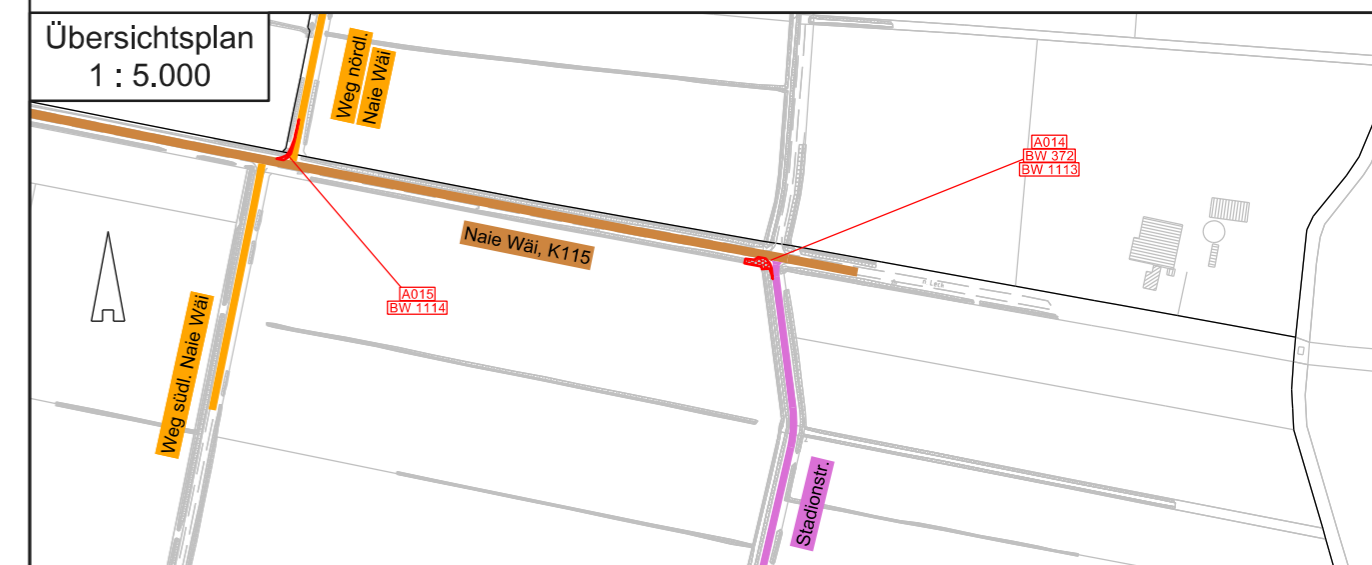 Übersichtsplan
1 : 5.000
Weg nördl.
Naie Wäi
A014
BW 372
BW 1113
Naie Wäi, K115
A015
BW 1114
Weg südl. Naie Wäi
Stadionstr.